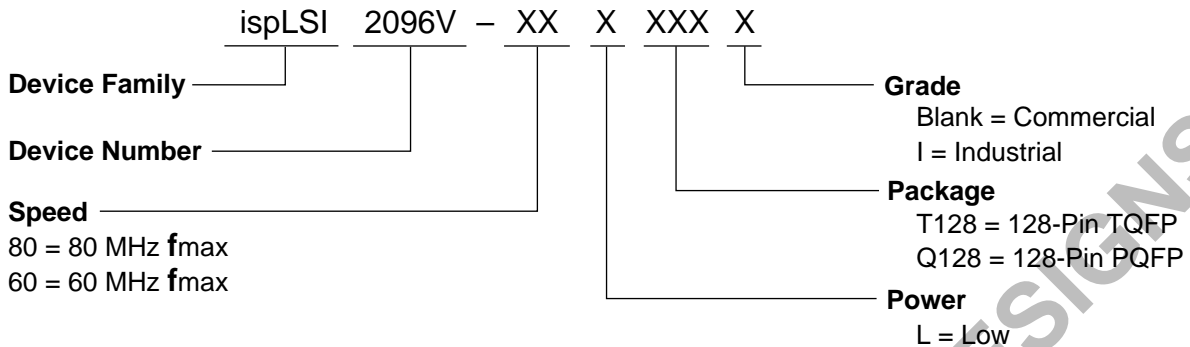 ispLSI 2096V – XX X XXX X
Device Family
Device Number
Speed
80 = 80 MHz fmax
60 = 60 MHz fmax
Grade
Blank = Commercial
I = Industrial
Package
T128 = 128-Pin TQFP
Q128 = 128-Pin PQFP
Power
L = Low